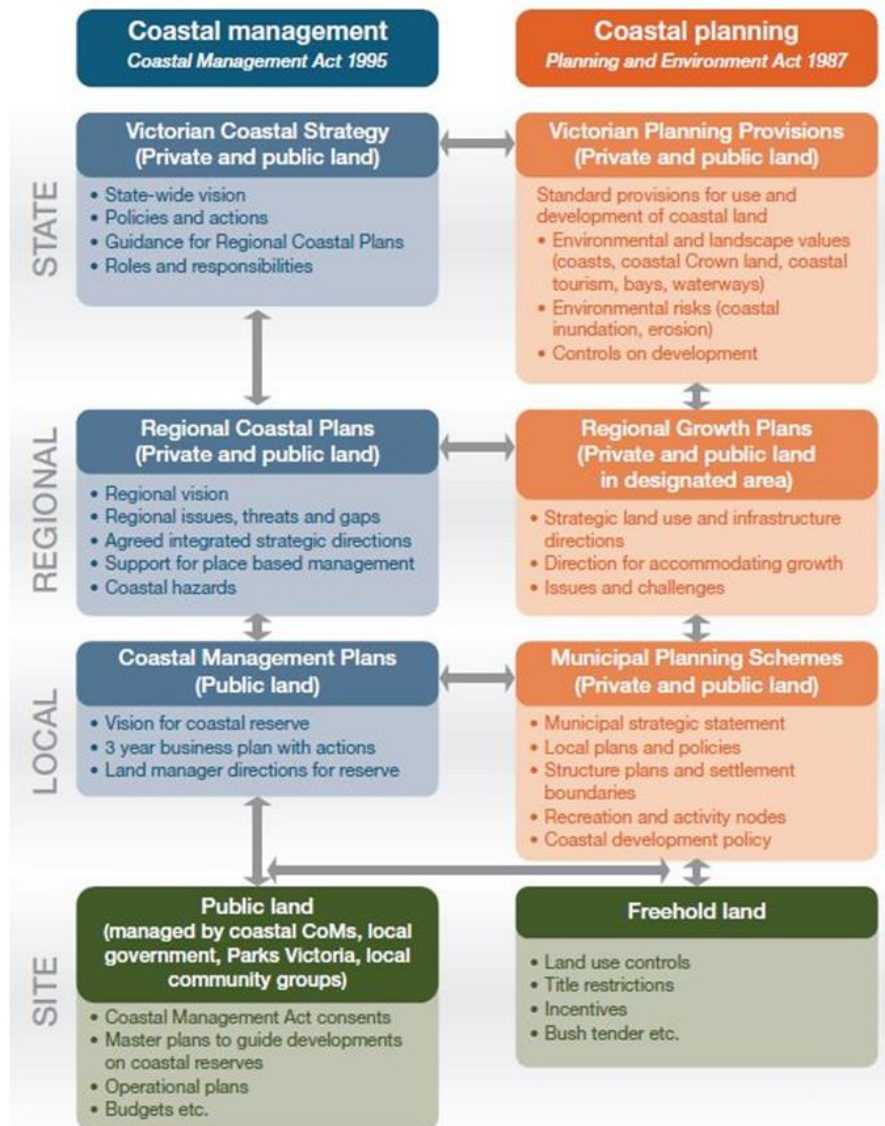 Coastal management
Coastal Management Act 1995
Coastal planning
Planning and Environment Act 1987
STATE
Victorian Coastal Strategy
(Private and public land)
• State-wide vision
• Policies and actions
• Guidance for Regional Coastal Plans
• Roles and responsibilities
Victorian Planning Provisions
(Private and public land)
Standard provisions for use and
development of coastal land
• Environmental and landscape values
(coasts, coastal Crown land, coastal
tourism, bays, waterways)
• Environmental risks (coastal
inundation, erosion)
• Controls on development
REGIONAL
Regional Coastal Plans
(Private and public land)
• Regional vision
• Regional issues, threats and gaps
• Agreed integrated strategic directions
• Support for place based management
• Coastal hazards
Regional Growth Plans
(Private and public land
in designated area)
• Strategic land use and infrastructure
directions
• Direction for accommodating growth
• Issues and challenges
LOCAL
Coastal Management Plans
(Public land)
• Vision for coastal reserve
• 3 year business plan with actions
• Land manager directions for reserve
Municipal Planning Schemes
(Private and public land)
• Municipal strategic statement
• Local plans and policies
• Structure plans and settlement
boundaries
• Recreation and activity nodes
• Coastal development policy
SITE
Public land
(managed by coastal CoMs, local
government, Parks Victoria, local
community groups)
• Coastal Management Act consents
• Master plans to guide developments
on coastal reserves
• Operational plans
• Budgets etc.
Freehold land
• Land use controls
• Title restrictions
• Incentives
• Bush tender etc.